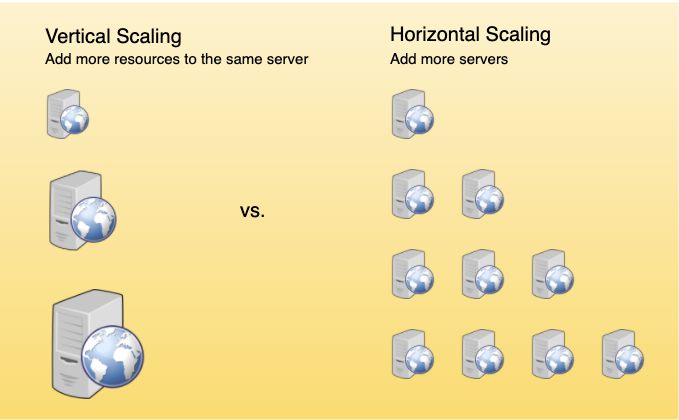 Vertical Scaling
Add more resources to the same server
Horizontal Scaling
Add more servers
vs.